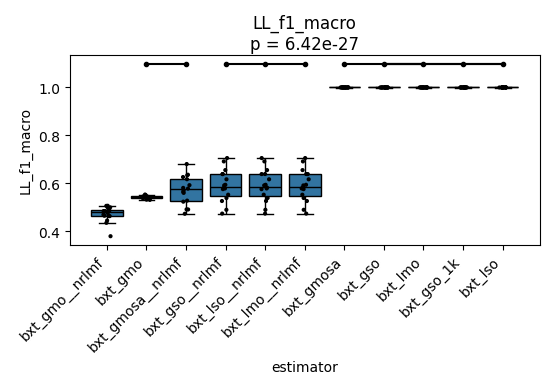 LL_f1_macro
p = 6.42e-27
LL_f1_macro
1.0
0.8
0.6
0.4
bxt_gmo__nrlmf
bxt_gmo
bxt_gmosa__nrlmf
bxt_gso__nrlmf
bxt_lso__nrlmf
bxt_lmo__nrlmf
bxt_gmosa
bxt_gso
bxt_lmo
bxt_gso_1k
bxt_lso
estimator